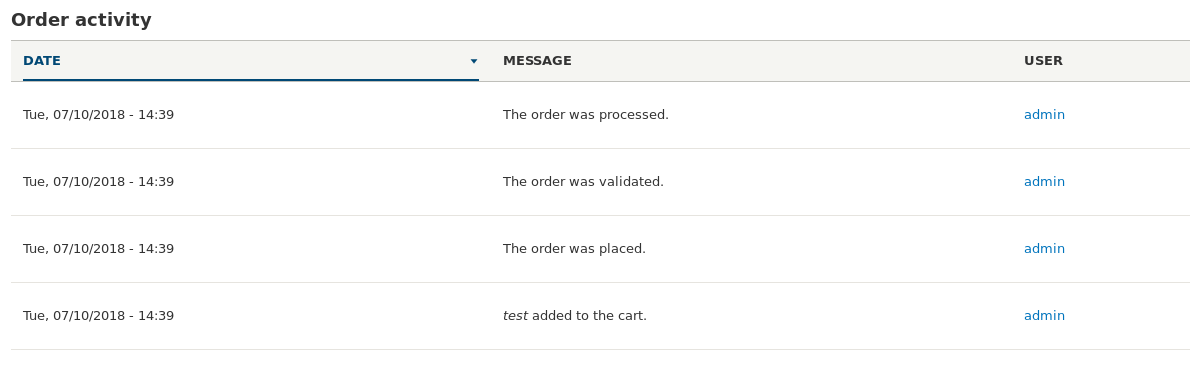 Order activity
DATE MESSAGE USER
Tue, 07/10/2018 - 14:39 The order was processed. admin
Tue, 07/10/2018 - 14:39 The order was validated. admin
Tue, 07/10/2018 - 14:39 The order was placed. admin
Tue, 07/10/2018 - 14:39 test added to the cart. admin